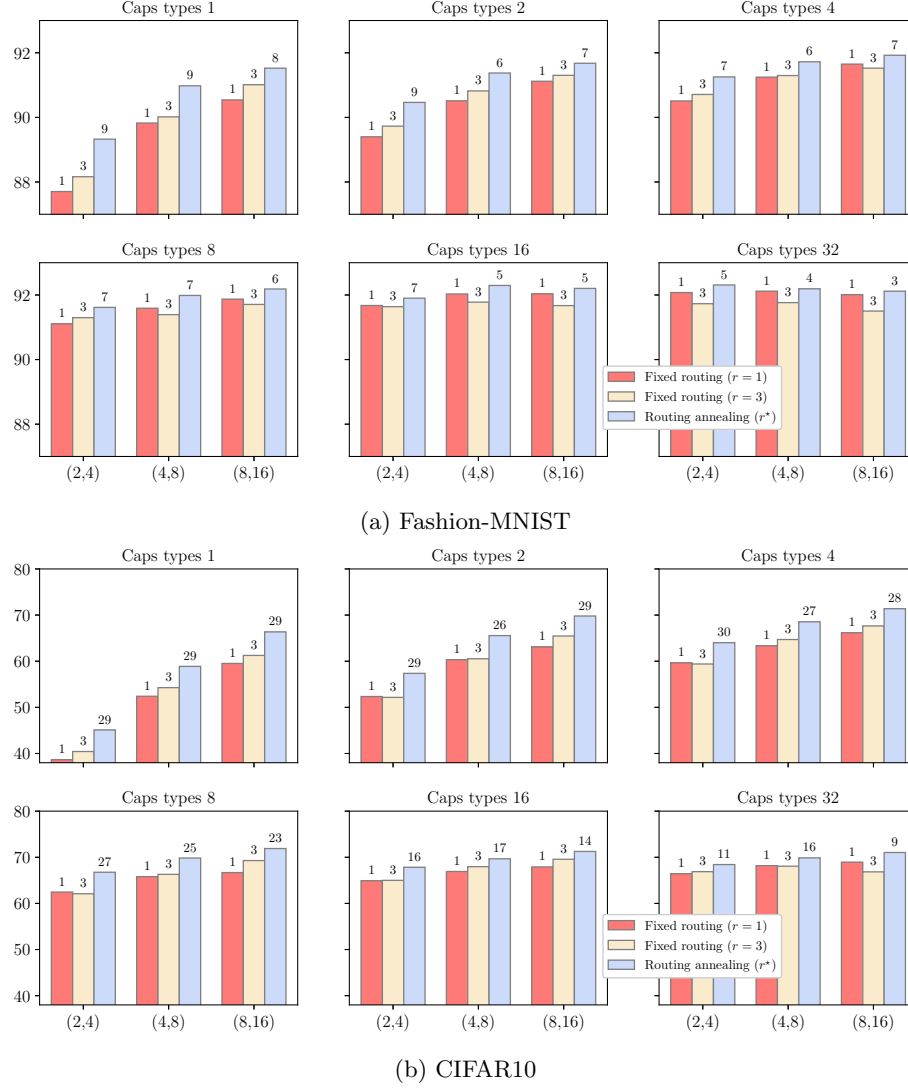 Caps types 1
Caps types 2
Caps types 4
92
90
88
1 3 9 1 3 9 1 3 8
1 3 9 1 3 6 1 3 7
1 3 7 1 3 6 1 3 7
Caps types 8
Caps types 16
Caps types 32
92
90
88
1 3 7 1 3 7 1 3 6
1 3 7 1 3 5 1 3 5
1 3 5 1 3 4 1 3 3
Fixed routing (r = 1)
Fixed routing (r = 3)
Routing annealing (r⋆)
(2,4) (4,8) (8,16)
(2,4) (4,8) (8,16)
(2,4) (4,8) (8,16)
(a) Fashion-MNIST
Caps types 1
Caps types 2
Caps types 4
80
70
60
50
40
1 3 29 1 3 29 1 3 29
1 3 29 1 3 26 1 3 29
1 3 30 1 3 27 1 3 28
Caps types 8
Caps types 16
Caps types 32
80
70
60
50
40
1 3 27 1 3 25 1 3 23
1 3 16 1 3 17 1 3 14
1 3 11 1 3 16 1 3 9
Fixed routing (r = 1)
Fixed routing (r = 3)
Routing annealing (r⋆)
(2,4) (4,8) (8,16)
(2,4) (4,8) (8,16)
(2,4) (4,8) (8,16)
(b) CIFAR10